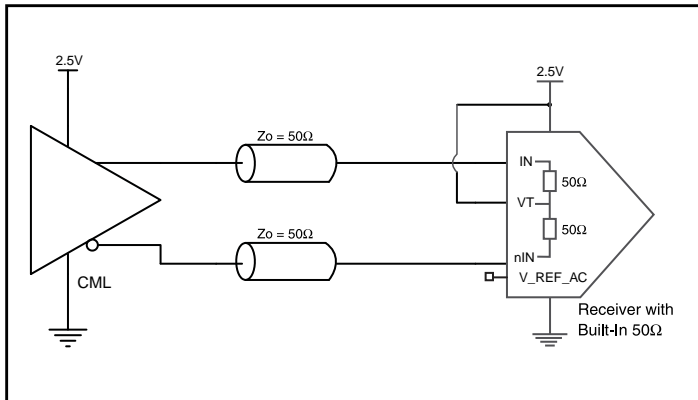 2.5V
2.5V
Zo = 50Ω
IN
50Ω
VT
50Ω
Zo = 50Ω
nIN
V_REF_AC
CML
Receiver with
Built-In 50Ω